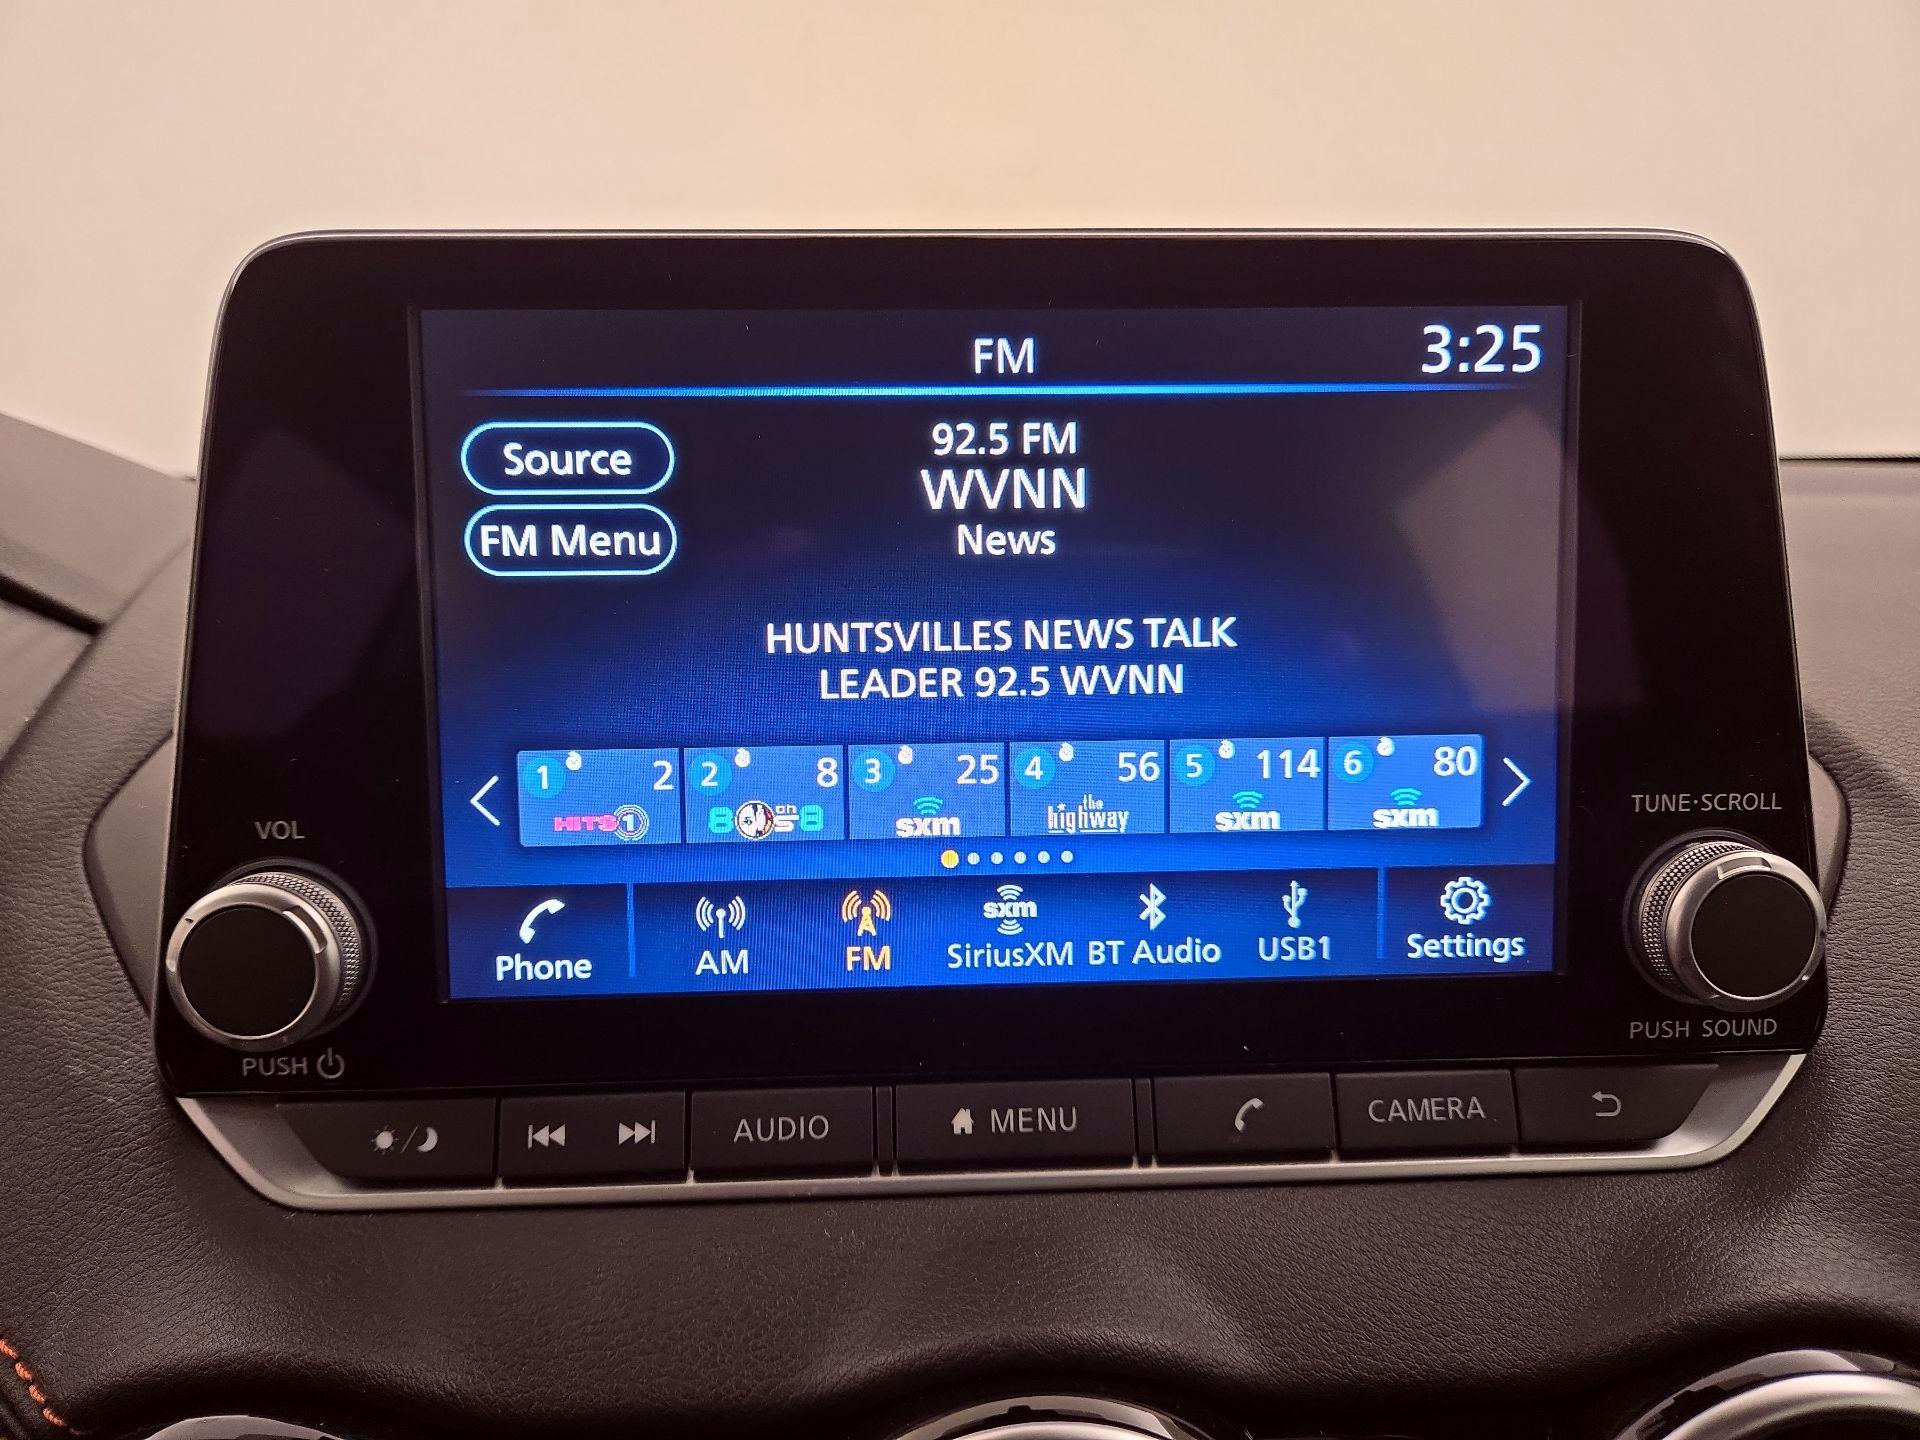 FM
3:25
Source
92.5 FM
WVNN
FM Menu
News
HUNTSVILLES NEWS TALK
LEADER 92.5 WVNN
1 2
HITS 1
2 8
80s on 8
3 25
sxm
4 56
the
highway
5 114
sxm
6 80
sxm
VOL
TUNE·SCROLL
sxm
Phone
AM
FM
SiriusXM
BT Audio
USB1
Settings
PUSH
PUSH SOUND
AUDIO
MENU
CAMERA